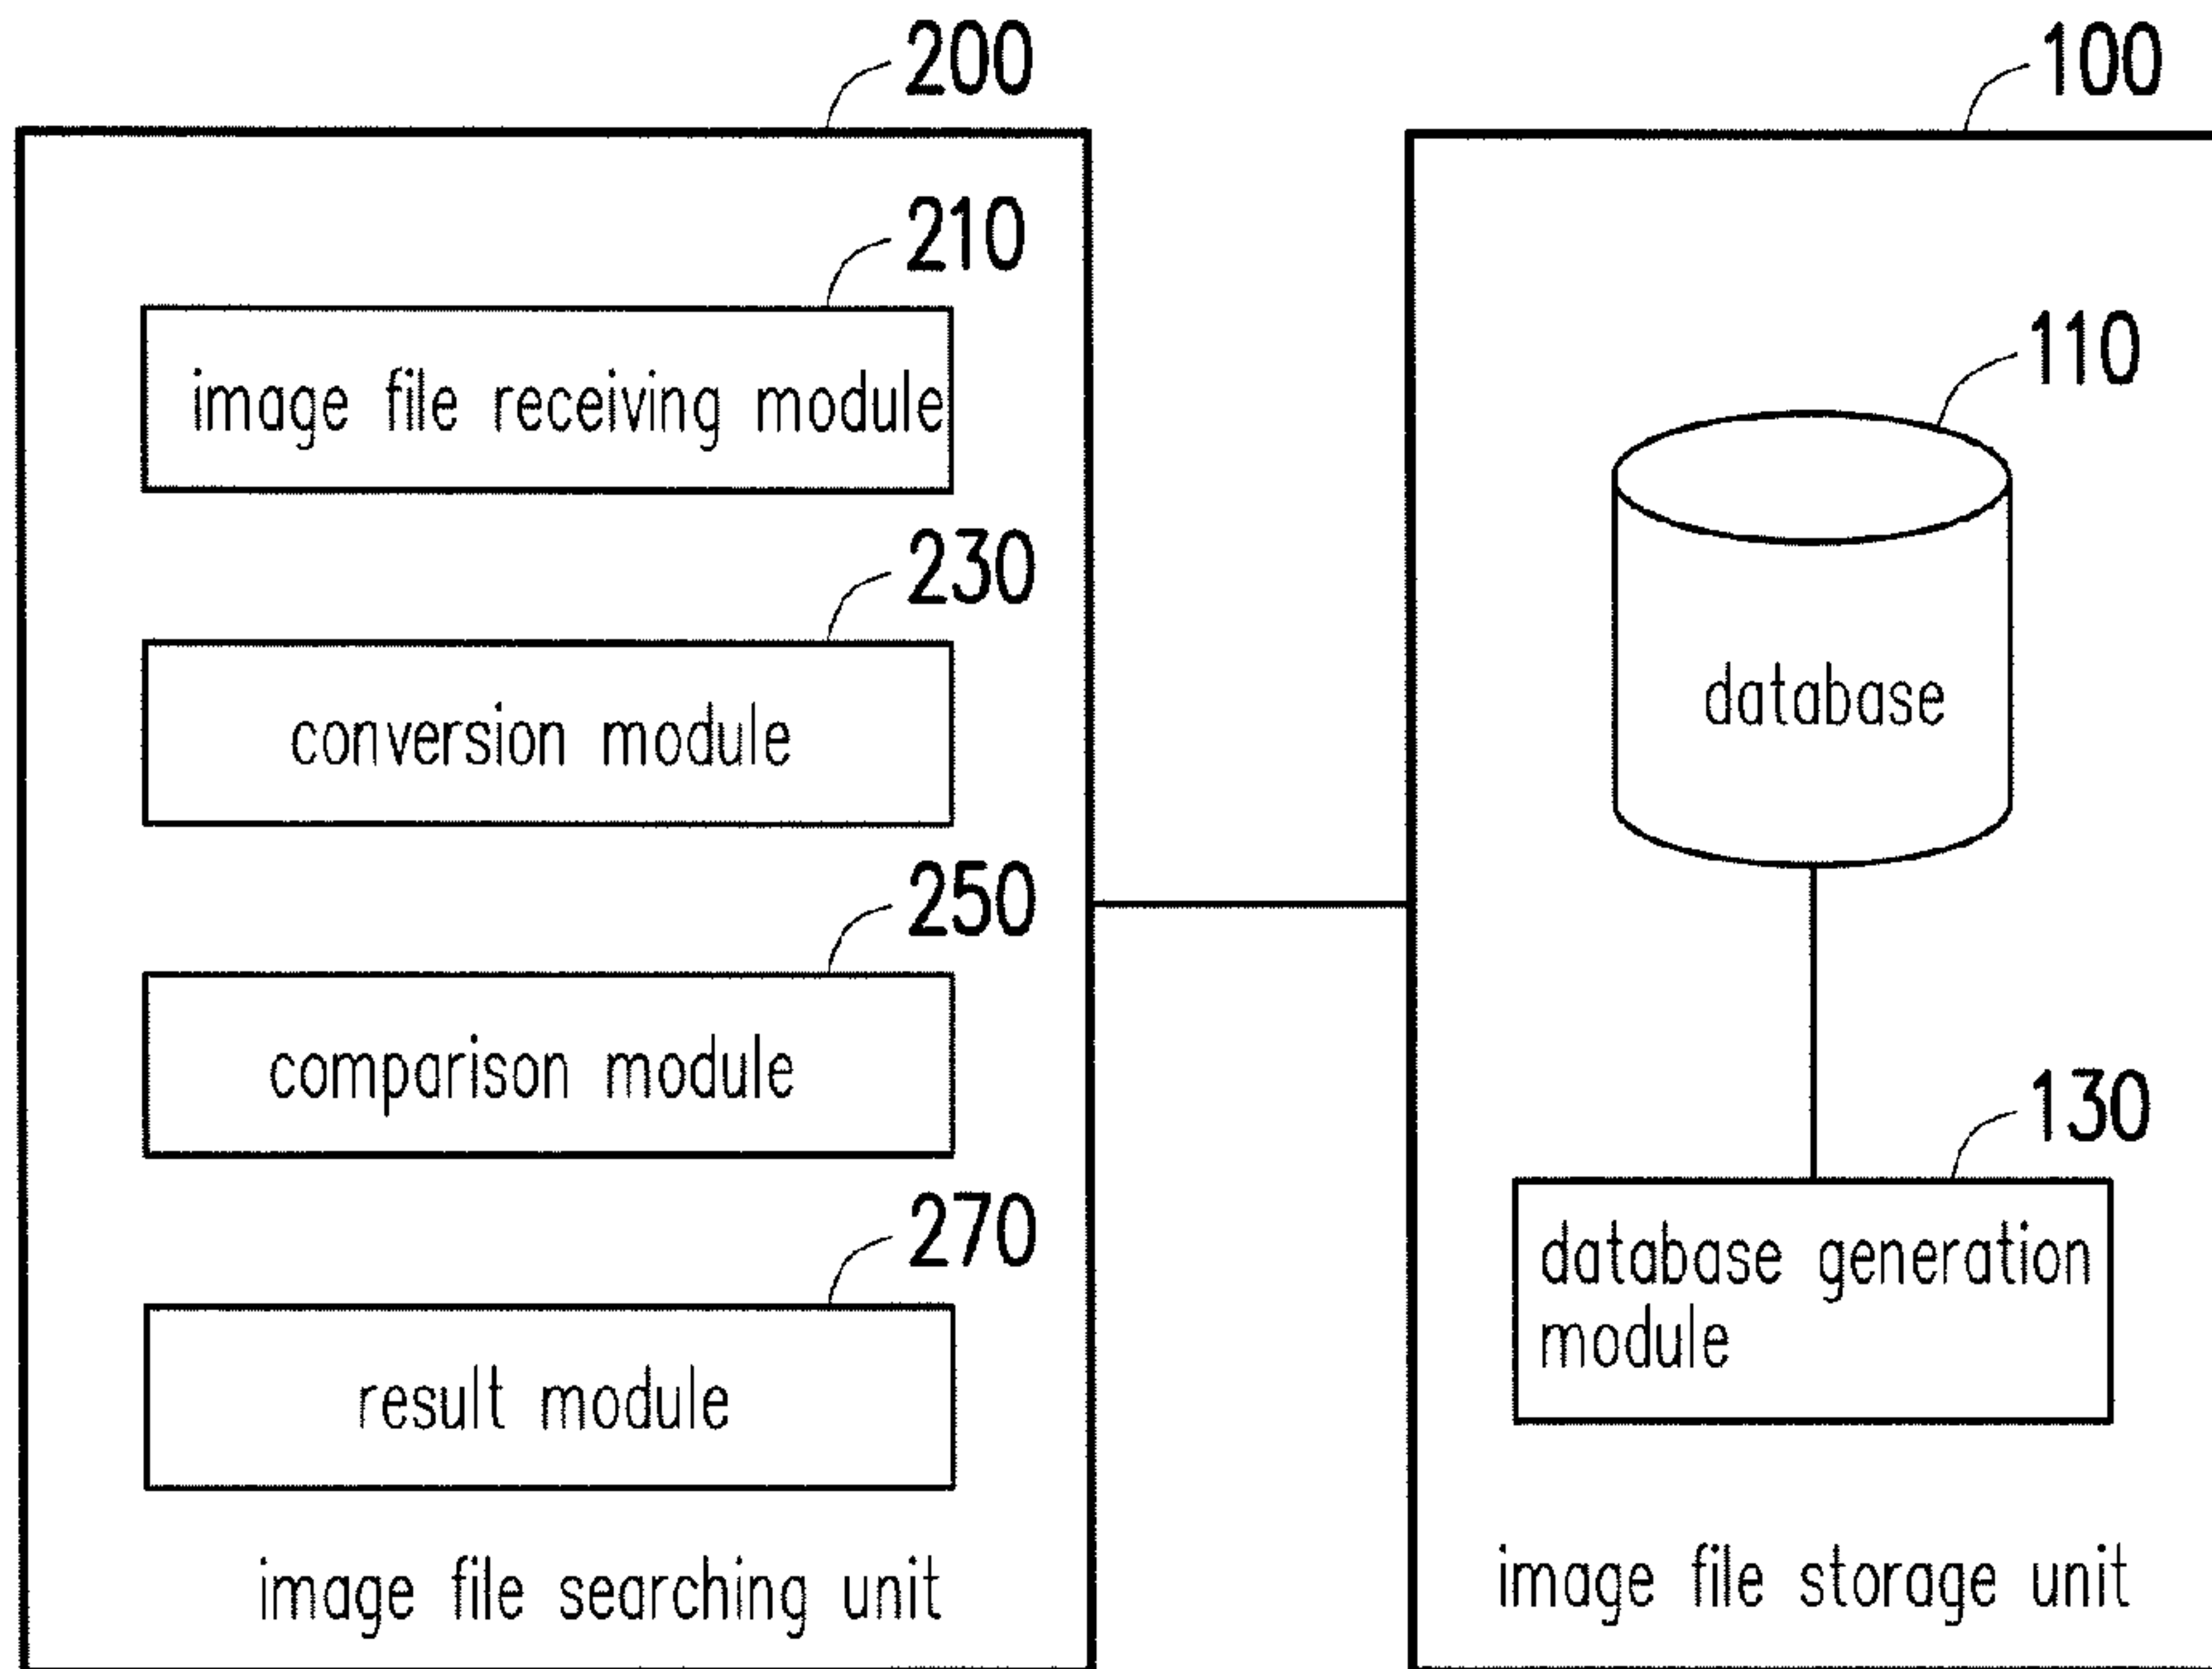 200
210
image file receiving module
230
conversion module
250
comparison module
270
result module
image file searching unit
100
110
database
130
database generation
module
image file storage unit